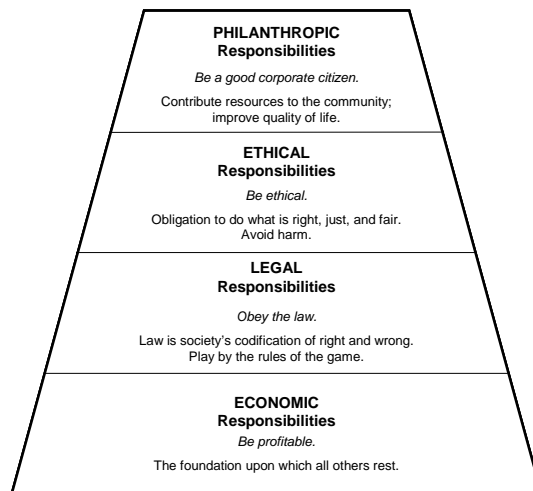 PHILANTHROPIC
Responsibilities
Be a good corporate citizen.
Contribute resources to the community;
improve quality of life.
ETHICAL
Responsibilities
Be ethical.
Obligation to do what is right, just, and fair.
Avoid harm.
LEGAL
Responsibilities
Obey the law.
Law is society's codification of right and wrong.
Play by the rules of the game.
ECONOMIC
Responsibilities
Be profitable.
The foundation upon which all others rest.